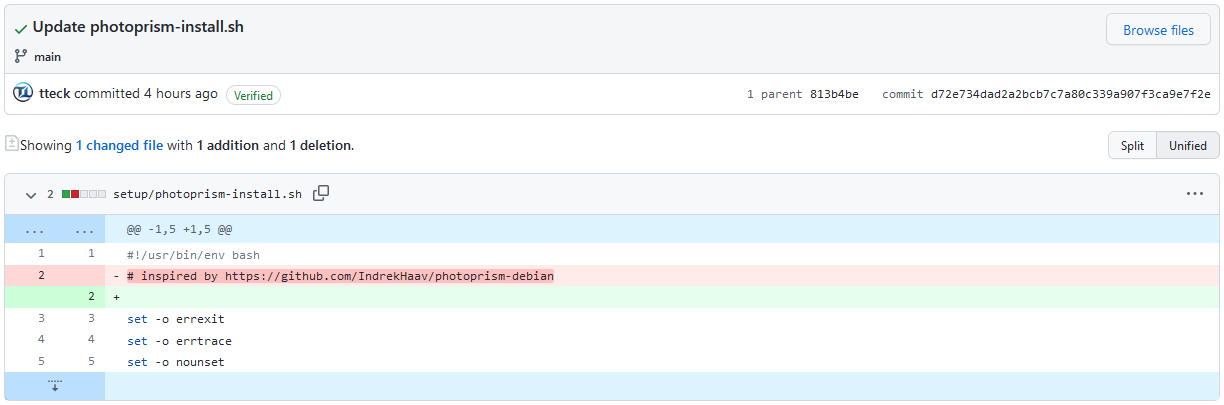 Update photoprism-install.sh
Browse files
main
tteck committed 4 hours ago Verified
1 parent 813b4be commit d72e734dad2a2bcb7c7a80c339a907f3ca9e7f2e
Showing 1 changed file with 1 addition and 1 deletion.
Split Unified
2 setup/photoprism-install.sh
... ... @@ -1,5 +1,5 @@
1 1 #!/usr/bin/env bash
2 - # inspired by https://github.com/IndrekHaav/photoprism-debian
2 +
3 3 set -o errexit
4 4 set -o errtrace
5 5 set -o nounset